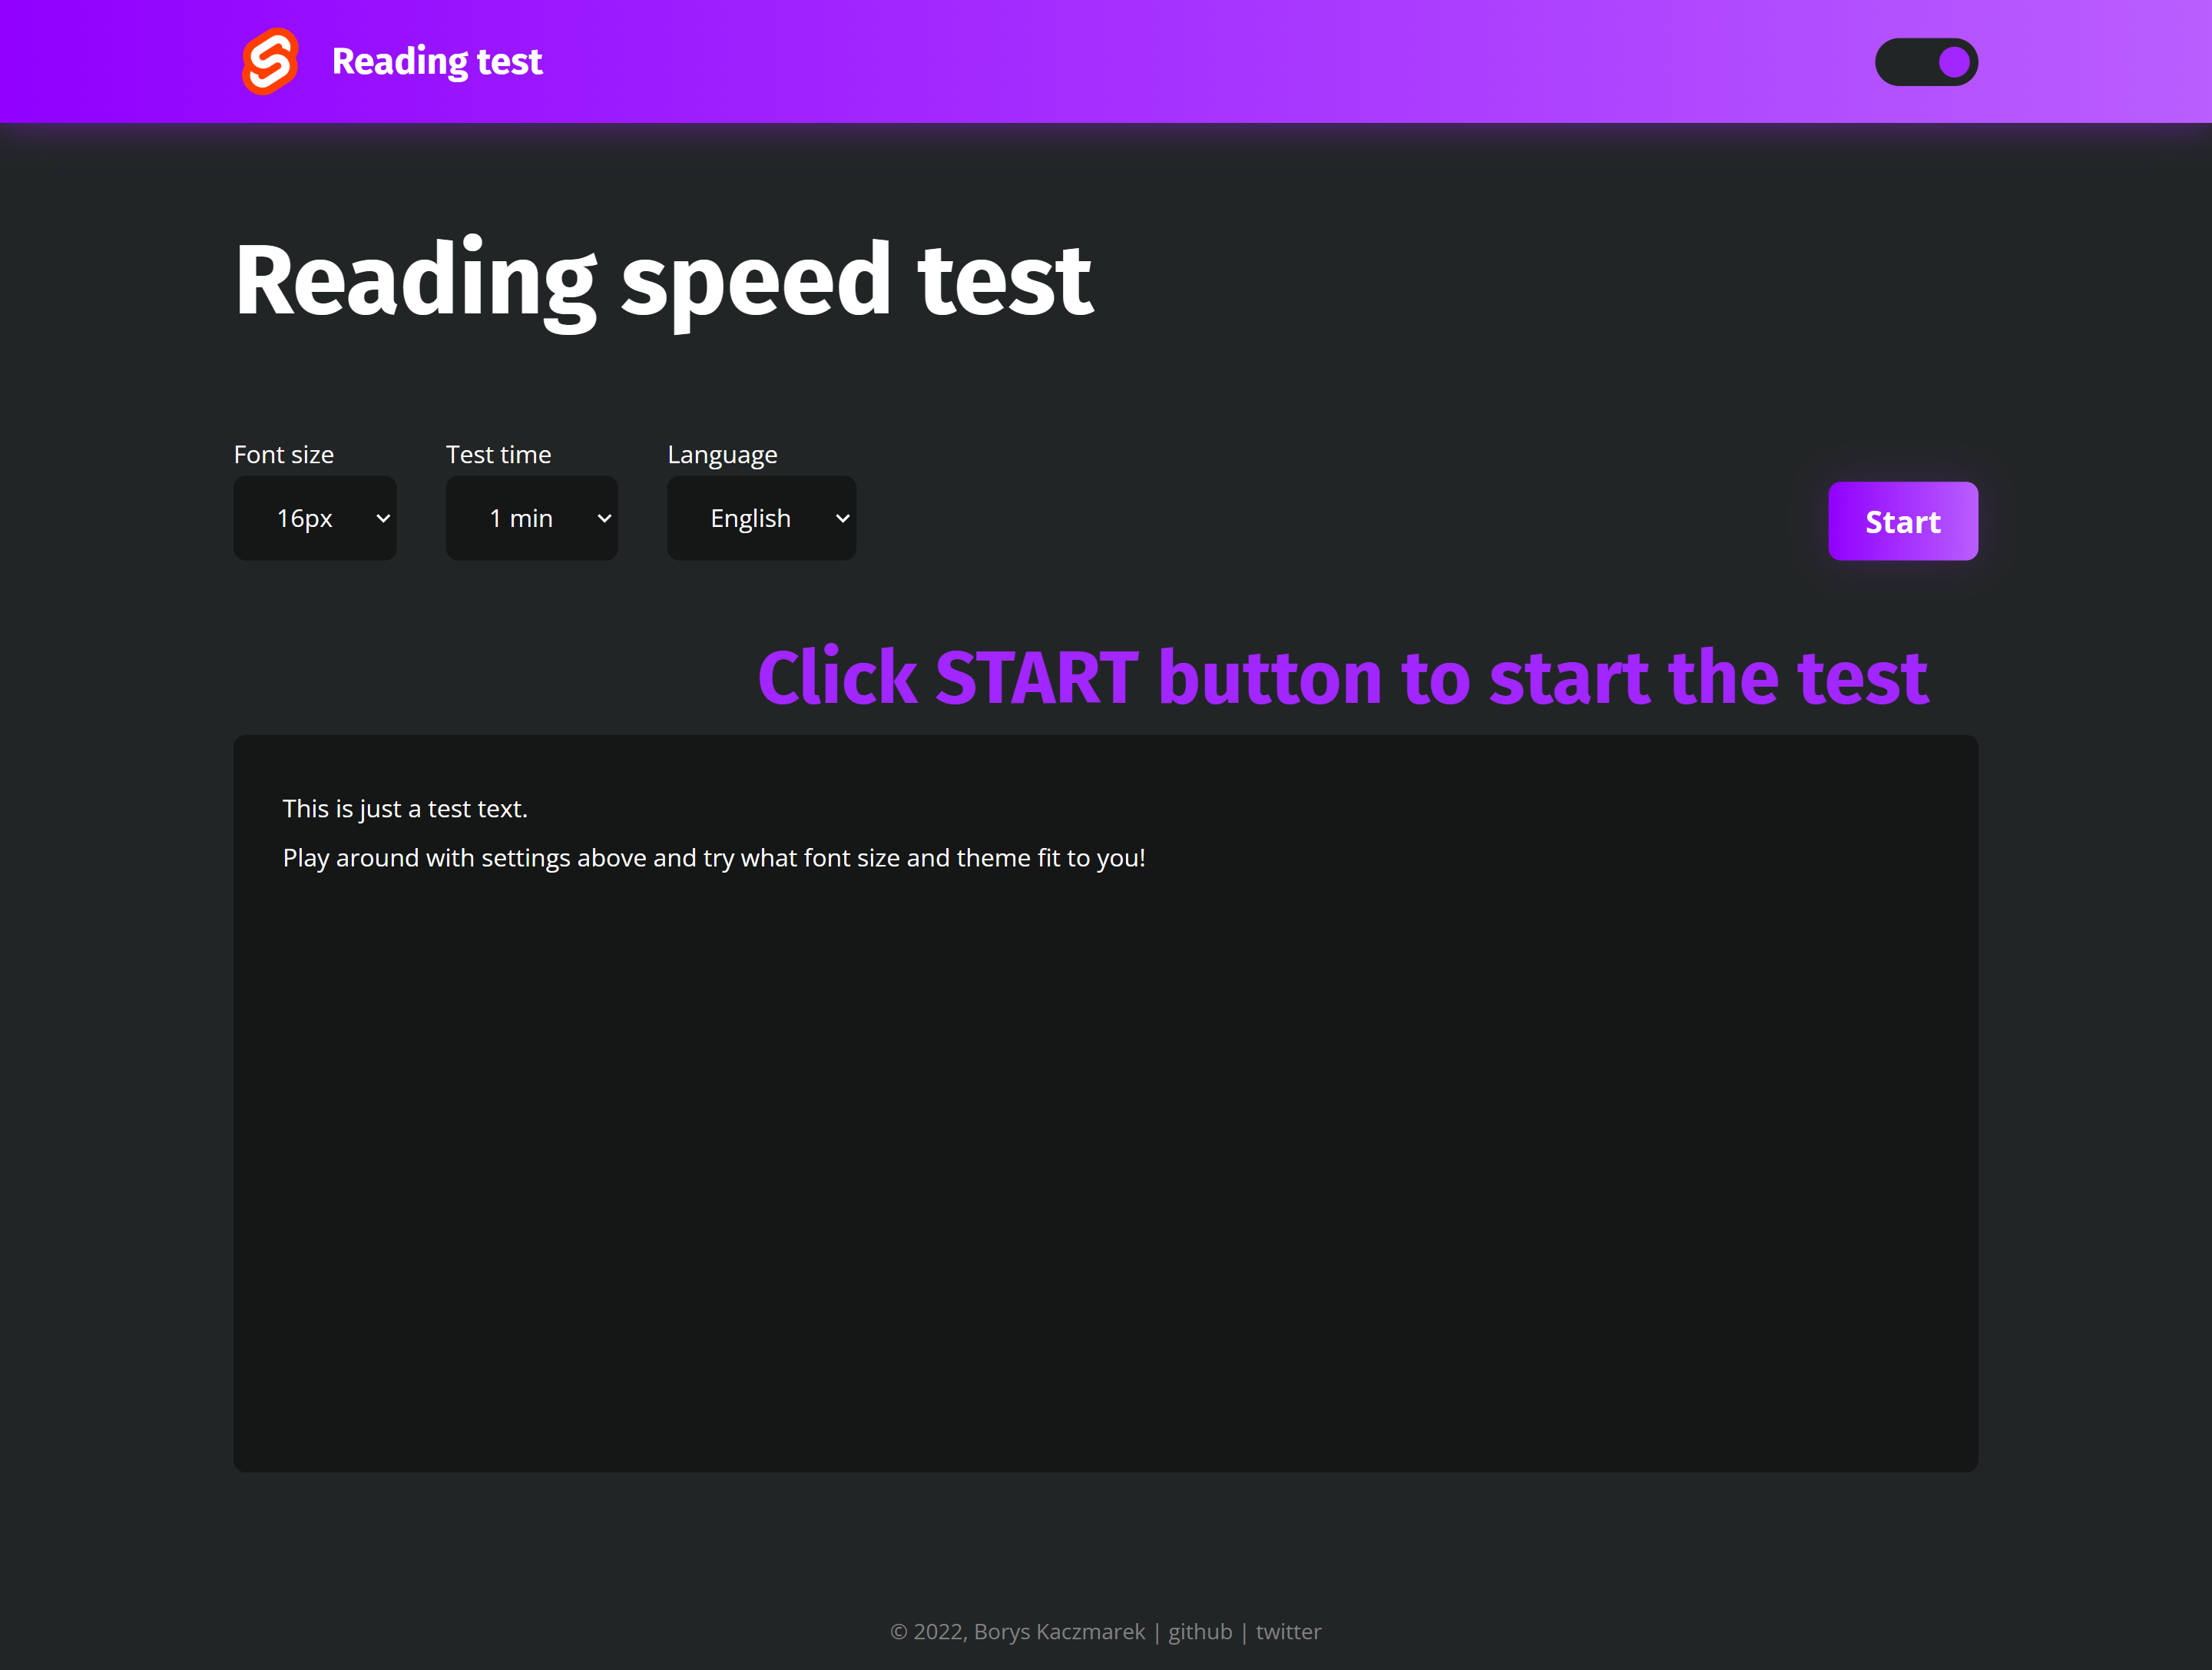 Reading test
Reading speed test
Font size
Test time
Language
16px
1 min
English
Start
Click START button to start the test
This is just a test text.
Play around with settings above and try what font size and theme fit to you!
© 2022, Borys Kaczmarek | github | twitter